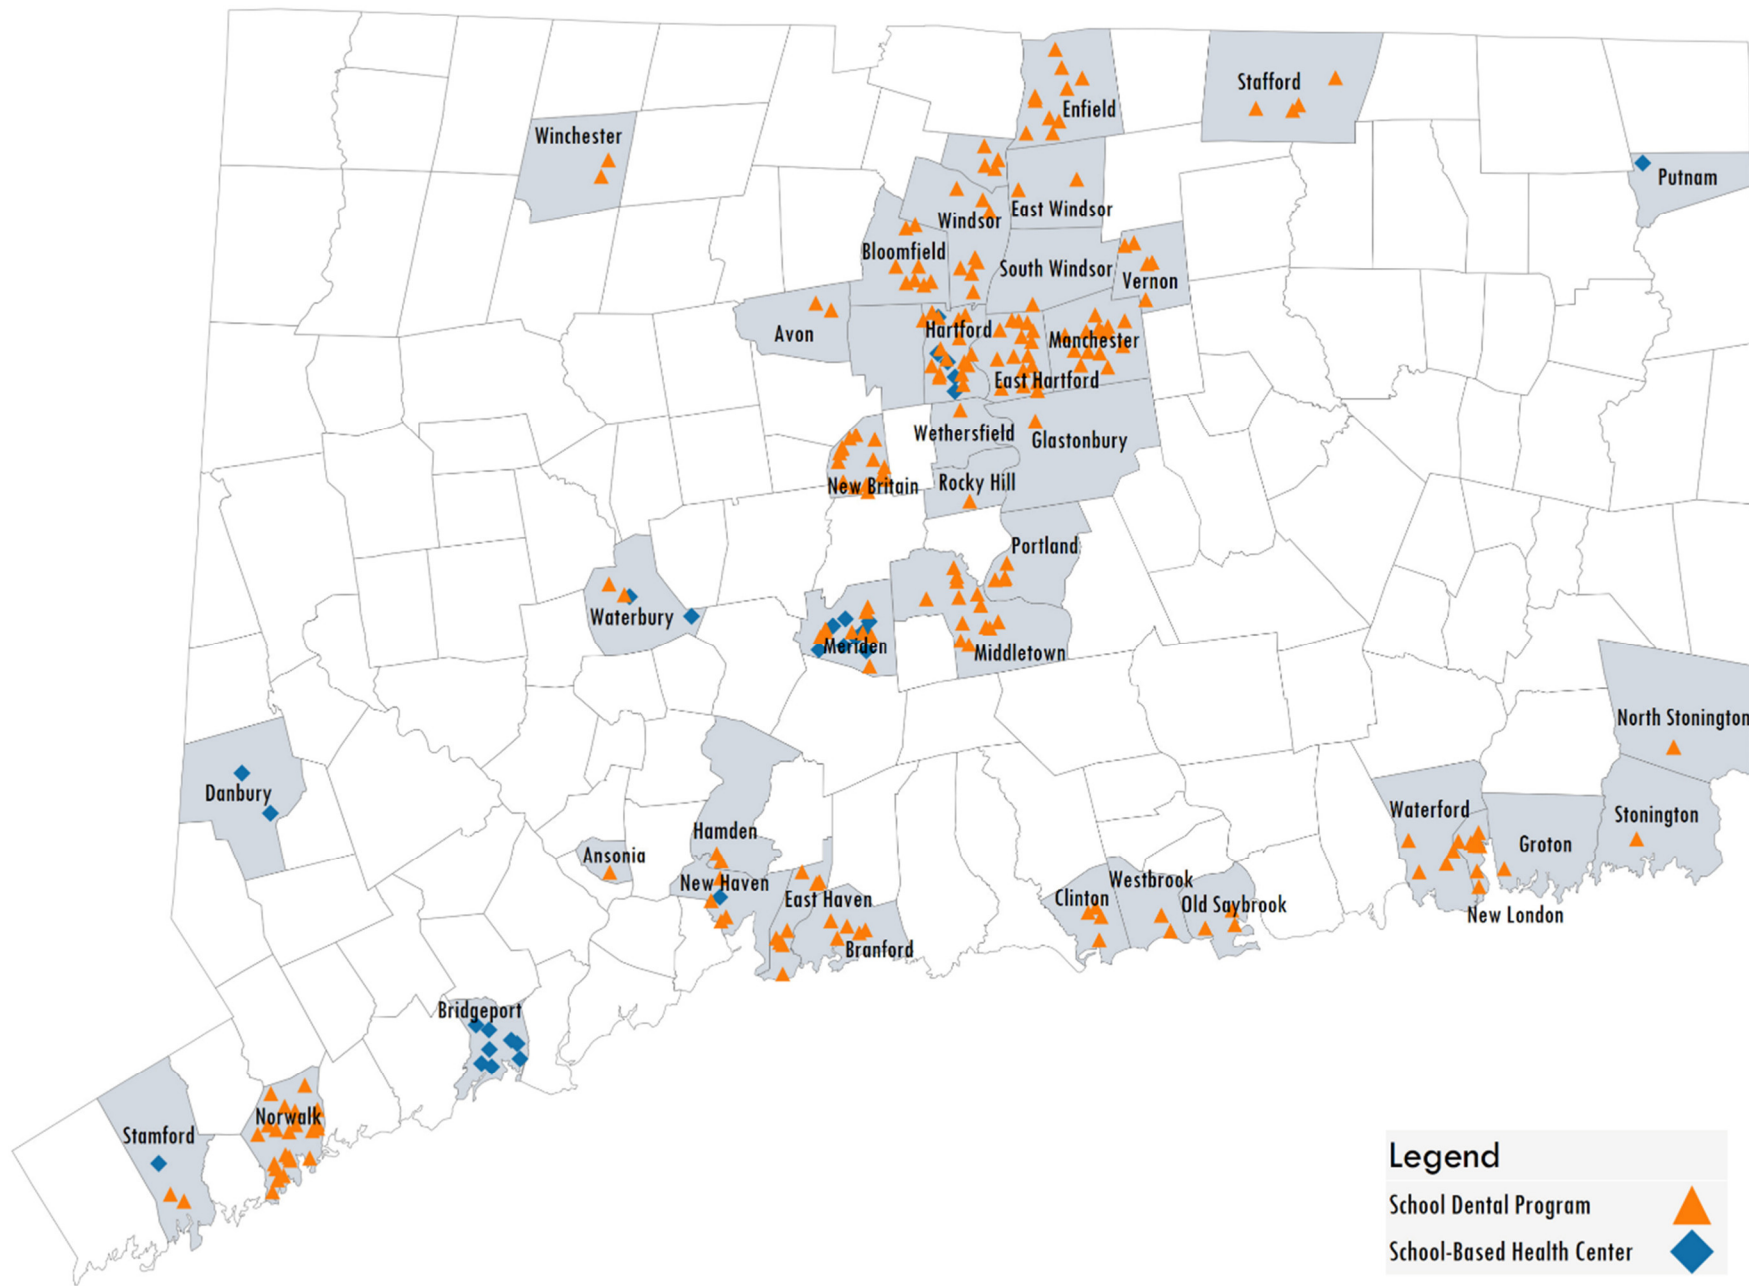 Winchester
Enfield
Stafford
Putnam
Windsor
East Windsor
Bloomfield
South Windsor
Vernon
Avon
Hartford
Manchester
East Hartford
Wethersfield
Glastonbury
New Britain
Rocky Hill
Portland
Waterbury
Meriden
Middletown
North Stonington
Danbury
Hamden
Waterford
Stonington
Ansonia
Groton
New Haven
East Haven
Clinton
Westbrook
Old Saybrook
New London
Branford
Bridgeport
Norwalk
Stamford
Legend
School Dental Program
School-Based Health Center